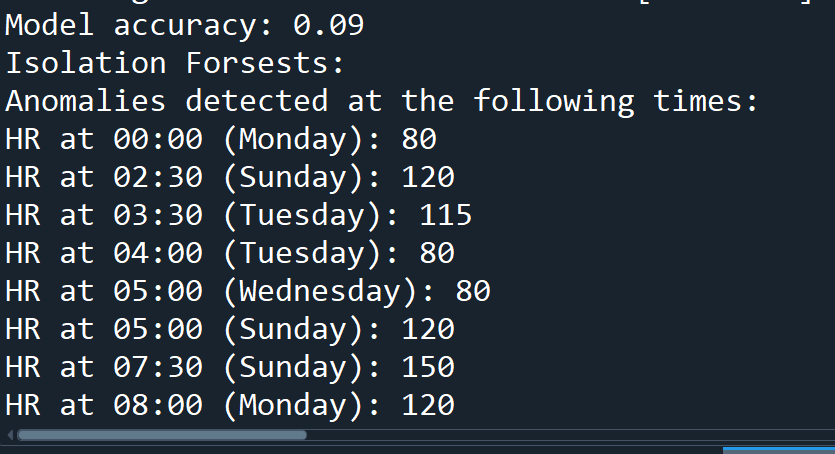 Model accuracy: 0.09
Isolation Forsests:
Anomalies detected at the following times:
HR at 00:00 (Monday): 80
HR at 02:30 (Sunday): 120
HR at 03:30 (Tuesday): 115
HR at 04:00 (Tuesday): 80
HR at 05:00 (Wednesday): 80
HR at 05:00 (Sunday): 120
HR at 07:30 (Sunday): 150
HR at 08:00 (Monday): 120